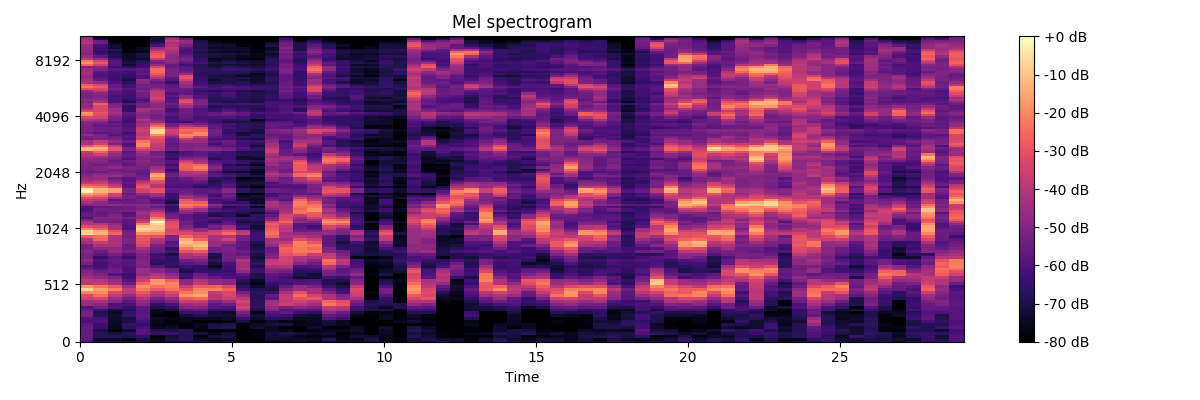 Mel spectrogram
Hz
8192
4096
2048
1024
512
0
0 5 10 15 20 25
Time
+0 dB
-10 dB
-20 dB
-30 dB
-40 dB
-50 dB
-60 dB
-70 dB
-80 dB